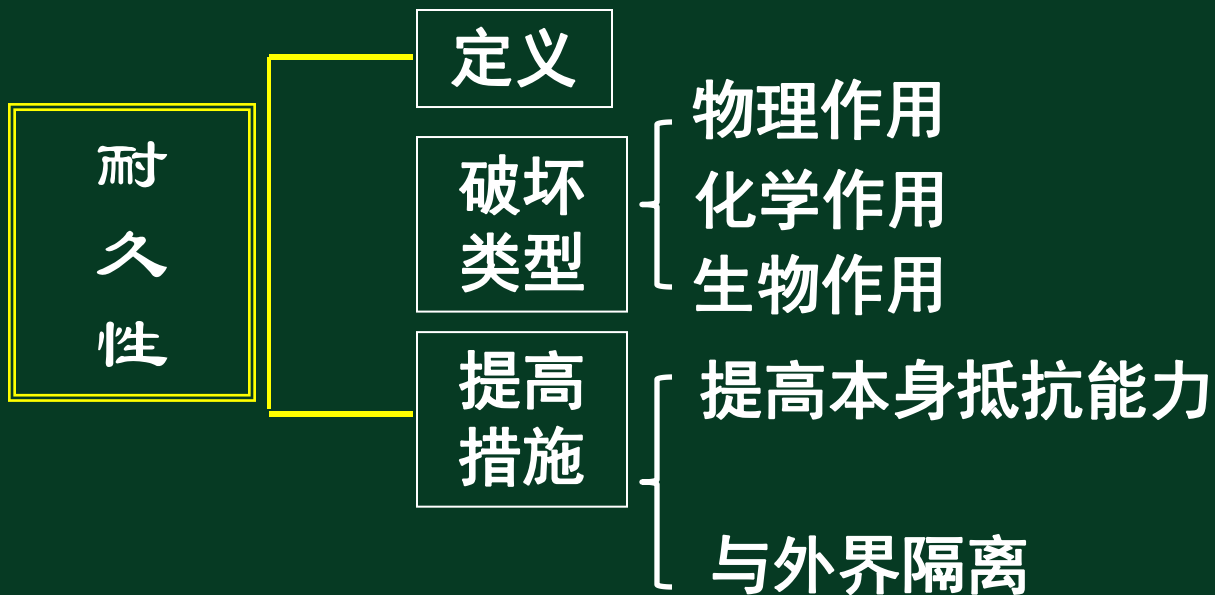 耐
久
性
定义
破坏
类型
物理作用
化学作用
生物作用
提高
措施
提高本身抵抗能力
与外界隔离